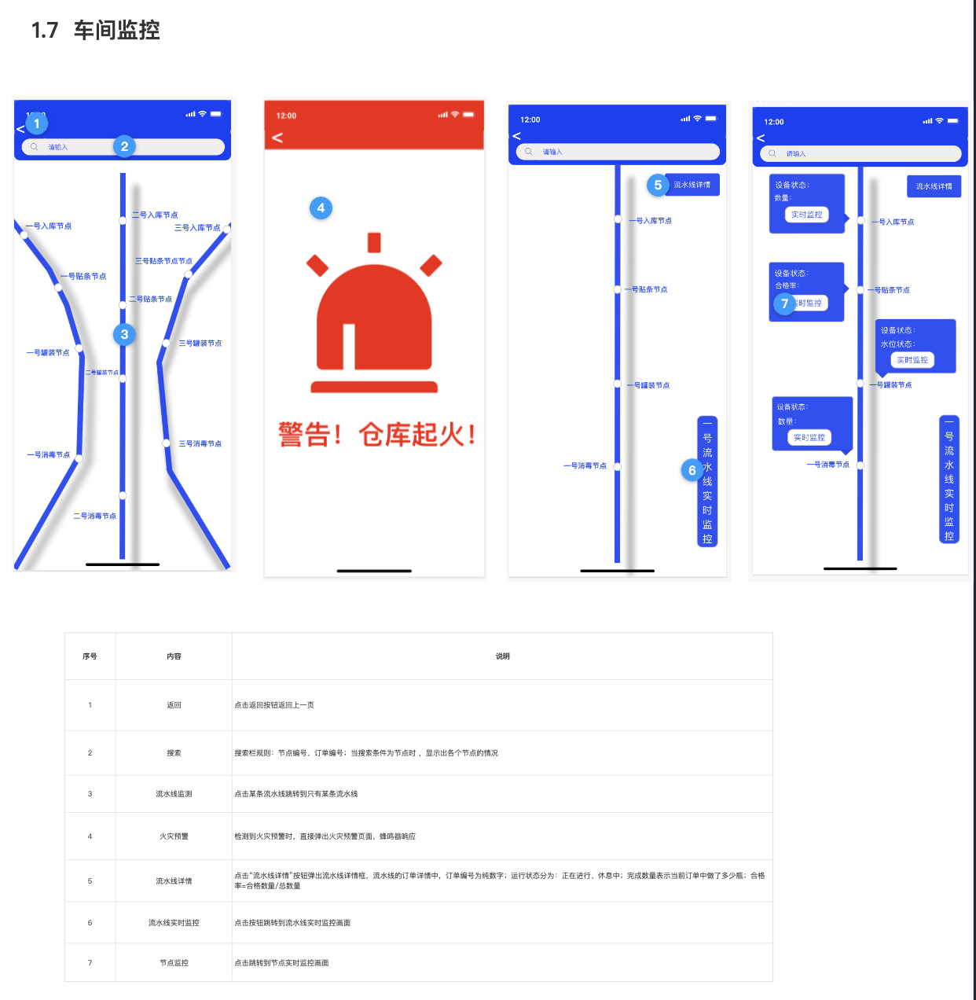 1.7 车间监控
1
<
2
请输入
二号入库节点
一号入库节点
三号入库节点
三号贴条节点节点
一号贴条节点
二号贴条节点
3
三号罐装节点
一号罐装节点
二号罐装节点
三号消毒节点
一号消毒节点
二号消毒节点
12:00
<
4
警告！仓库起火！
12:00
<
请输入
5
流水线详情
一号入库节点
一号贴条节点
一号罐装节点
一号消毒节点
6
一号流水线实时监控
12:00
<
请输入
设备状态：
数量：
实时监控
流水线详情
一号入库节点
设备状态：
合格率：
7
实时监控
一号贴条节点
设备状态：
水位状态：
实时监控
一号罐装节点
设备状态：
数量：
实时监控
一号消毒节点
一号流水线实时监控
序号 内容 说明
1 返回 点击返回按钮返回上一页
2 搜索 搜索栏规则：节点编号、订单编号；当搜索条件为节点时 ，显示出各个节点的情况
3 流水线监测 点击某条流水线跳转到只有某条流水线
4 火灾预警 检测到火灾预警时，直接弹出火灾预警页面，蜂鸣器响应
5 流水线详情 点击“流水线详情”按钮弹出流水线详情框，流水线的订单详情中，订单编号为纯数字；运行状态分为：正在进行、休息中；完成数量表示当前订单中做了多少瓶；合格
率=合格数量/总数量
6 流水线实时监控 点击按钮跳转到流水线实时监控画面
7 节点监控 点击跳转到节点实时监控画面